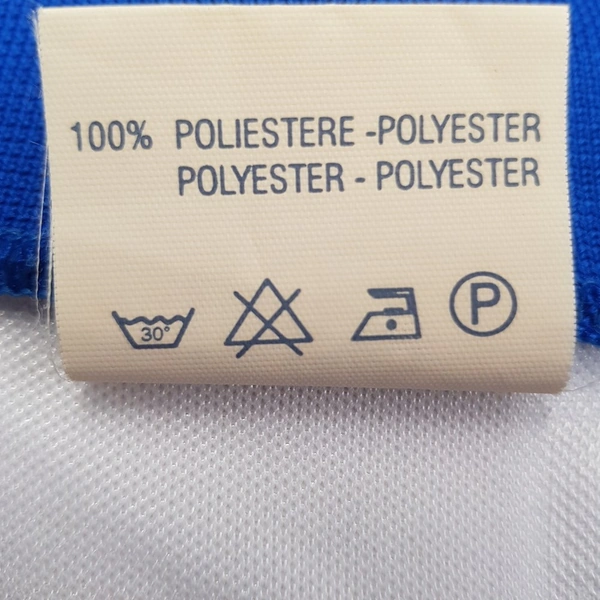 100% POLIESTERE -POLYESTER
POLYESTER - POLYESTER
30° P